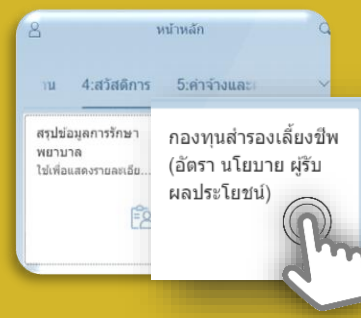 หน้าหลัก
าน 4:สวัสดิการ 5:ค่าจ้างและ
สรุปข้อมูลการรักษา
พยาบาล
ใช้เพื่อแสดงรายละเอีย...
กองทุนสำรองเลี้ยงชีพ
(อัตรา นโยบาย ผู้รับ
ผลประโยชน์)